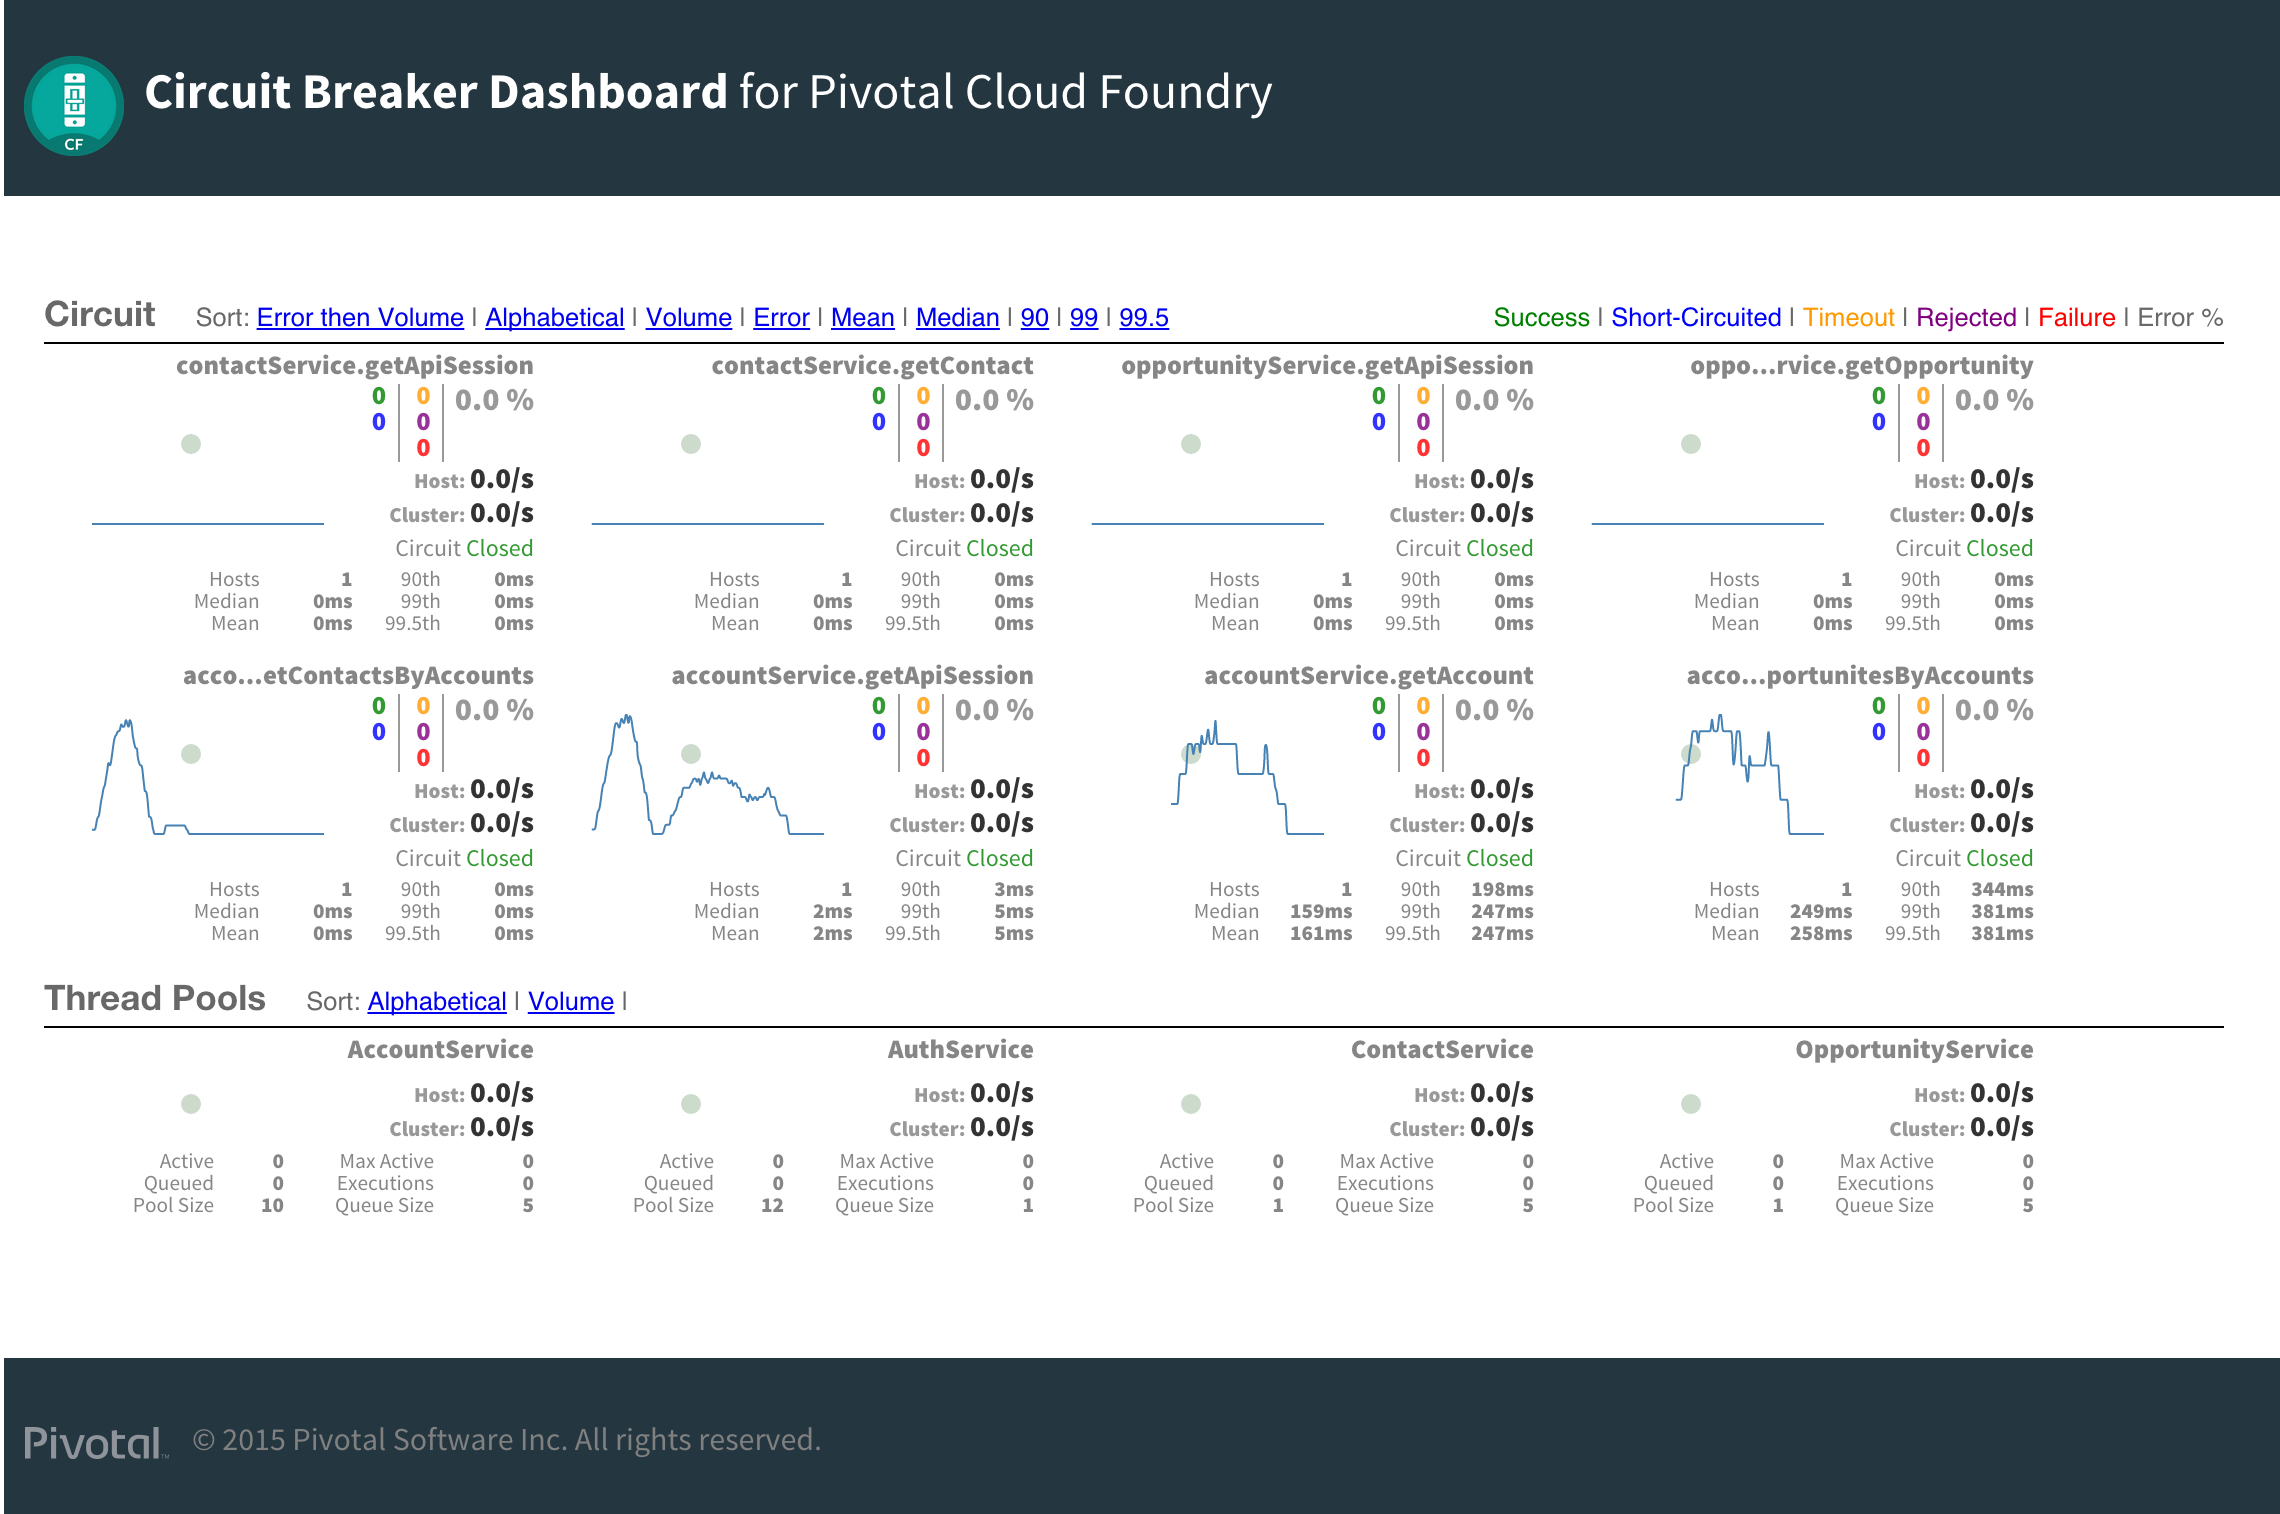 Circuit Breaker Dashboard for Pivotal Cloud Foundry
CF
Circuit Sort: Error then Volume | Alphabetical | Volume | Error | Mean | Median | 90 | 99 | 99.5 Success | Short-Circuited | Timeout | Rejected | Failure | Error %
contactService.getApiSession
0 0 0.0 %
0 0
0
Host: 0.0/s
Cluster: 0.0/s
Circuit Closed
Hosts 1 90th 0ms
Median 0ms 99th 0ms
Mean 0ms 99.5th 0ms
contactService.getContact
0 0 0.0 %
0 0
0
Host: 0.0/s
Cluster: 0.0/s
Circuit Closed
Hosts 1 90th 0ms
Median 0ms 99th 0ms
Mean 0ms 99.5th 0ms
opportunityService.getApiSession
0 0 0.0 %
0 0
0
Host: 0.0/s
Cluster: 0.0/s
Circuit Closed
Hosts 1 90th 0ms
Median 0ms 99th 0ms
Mean 0ms 99.5th 0ms
oppo...rvice.getOpportunity
0 0 0.0 %
0 0
0
Host: 0.0/s
Cluster: 0.0/s
Circuit Closed
Hosts 1 90th 0ms
Median 0ms 99th 0ms
Mean 0ms 99.5th 0ms
acco...etContactsByAccounts
0 0 0.0 %
0 0
0
Host: 0.0/s
Cluster: 0.0/s
Circuit Closed
Hosts 1 90th 0ms
Median 0ms 99th 0ms
Mean 0ms 99.5th 0ms
accountService.getApiSession
0 0 0.0 %
0 0
0
Host: 0.0/s
Cluster: 0.0/s
Circuit Closed
Hosts 1 90th 3ms
Median 2ms 99th 5ms
Mean 2ms 99.5th 5ms
accountService.getAccount
0 0 0.0 %
0 0
0
Host: 0.0/s
Cluster: 0.0/s
Circuit Closed
Hosts 1 90th 198ms
Median 159ms 99th 247ms
Mean 161ms 99.5th 247ms
acco...portunitesByAccounts
0 0 0.0 %
0 0
0
Host: 0.0/s
Cluster: 0.0/s
Circuit Closed
Hosts 1 90th 344ms
Median 249ms 99th 381ms
Mean 258ms 99.5th 381ms
Thread Pools Sort: Alphabetical | Volume |
AccountService
Host: 0.0/s
Cluster: 0.0/s
Active 0 Max Active 0
Queued 0 Executions 0
Pool Size 10 Queue Size 5
AuthService
Host: 0.0/s
Cluster: 0.0/s
Active 0 Max Active 0
Queued 0 Executions 0
Pool Size 12 Queue Size 1
ContactService
Host: 0.0/s
Cluster: 0.0/s
Active 0 Max Active 0
Queued 0 Executions 0
Pool Size 1 Queue Size 5
OpportunityService
Host: 0.0/s
Cluster: 0.0/s
Active 0 Max Active 0
Queued 0 Executions 0
Pool Size 1 Queue Size 5
Pivotal™ © 2015 Pivotal Software Inc. All rights reserved.